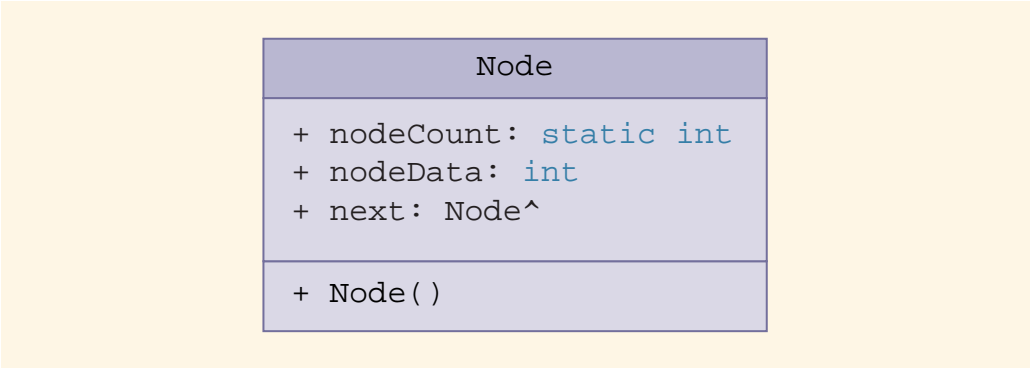 Node
+ nodeCount: static int
+ nodeData: int
+ next: Node^
+ Node()